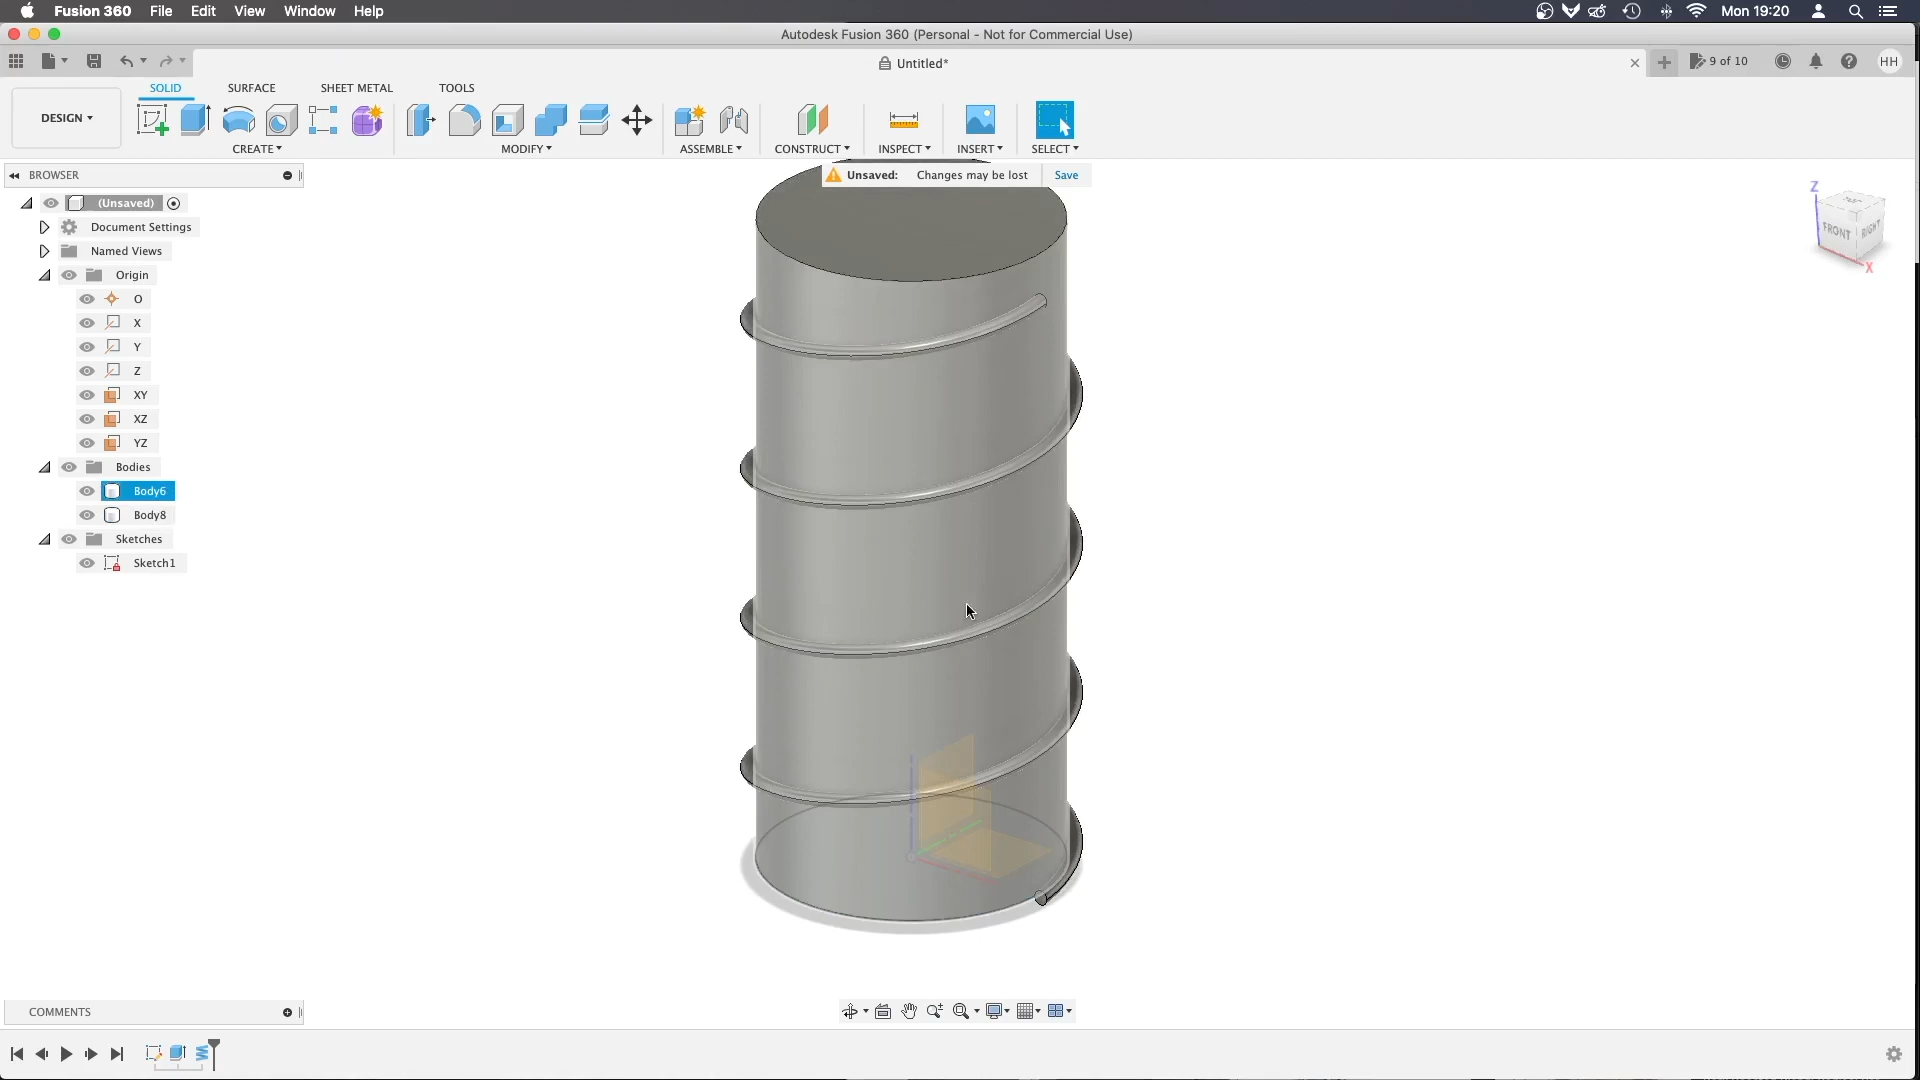 Fusion 360 File Edit View Window Help Mon 19:20
Autodesk Fusion 360 (Personal - Not for Commercial Use)
Untitled* 9 of 10 HH
SOLID SURFACE SHEET METAL TOOLS
DESIGN
CREATE MODIFY ASSEMBLE CONSTRUCT INSPECT INSERT SELECT
BROWSER
Unsaved: Changes may be lost Save
(Unsaved)
Document Settings
Named Views
Origin
O
X
Y
Z
XY
XZ
YZ
Bodies
Body6
Body8
Sketches
Sketch1
Z
TOP
FRONT RIGHT
X
COMMENTS